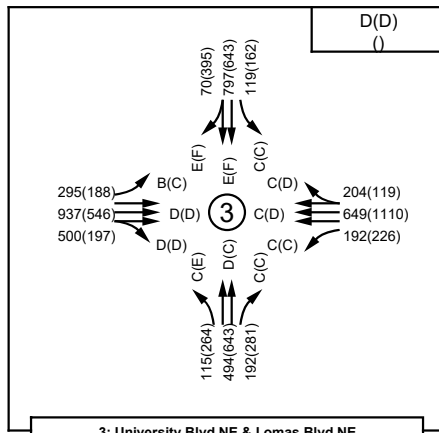 D(D)
()
70(395)
797(643)
119(162)
E(F)
E(F)
C(C)
295(188)
937(546)
500(197)
B(C)
D(D)
D(D)
3
C(D)
C(D)
C(C)
204(119)
649(1110)
192(226)
C(E)
D(C)
C(C)
115(264)
494(643)
192(281)
3: University Blvd NE & Lomas Blvd NE